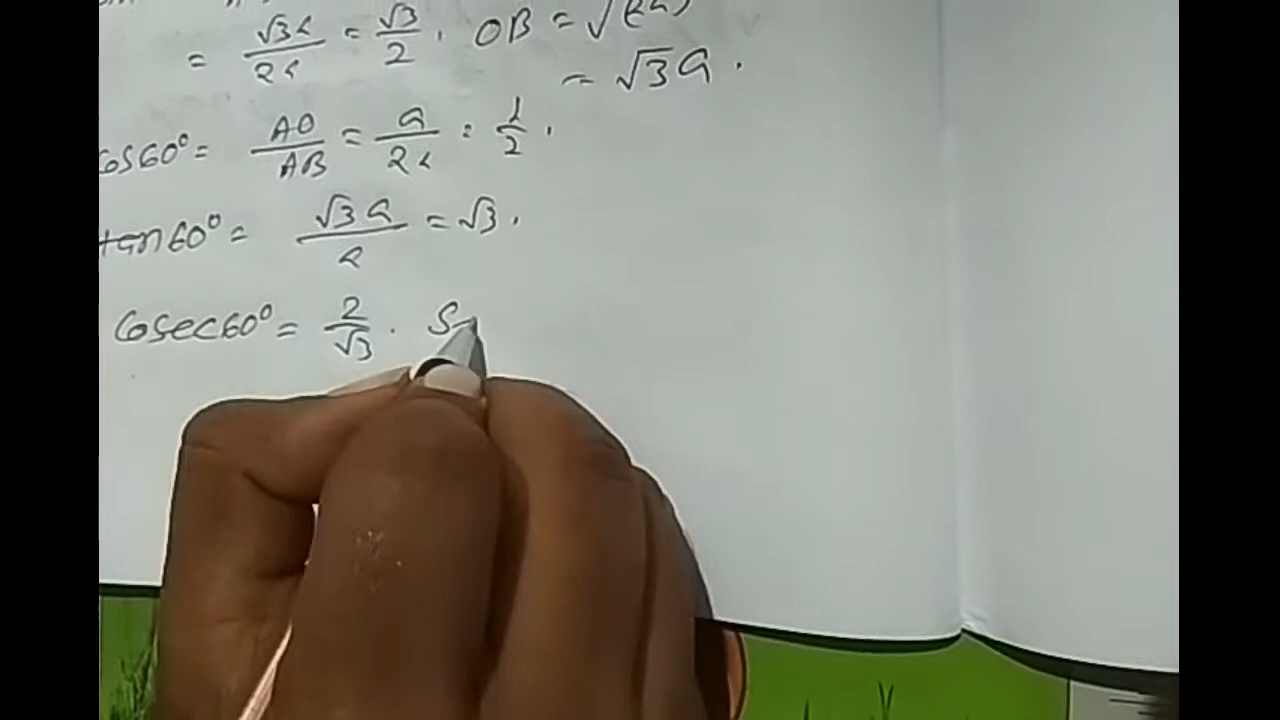 = √3a/2a = √3/2 . OB = √(2a)
= √3a .
cos60° = AO/AB = a/2a = 1/2 .
tan60° = √3a/a = √3 .
cosec60° = 2/√3 . S